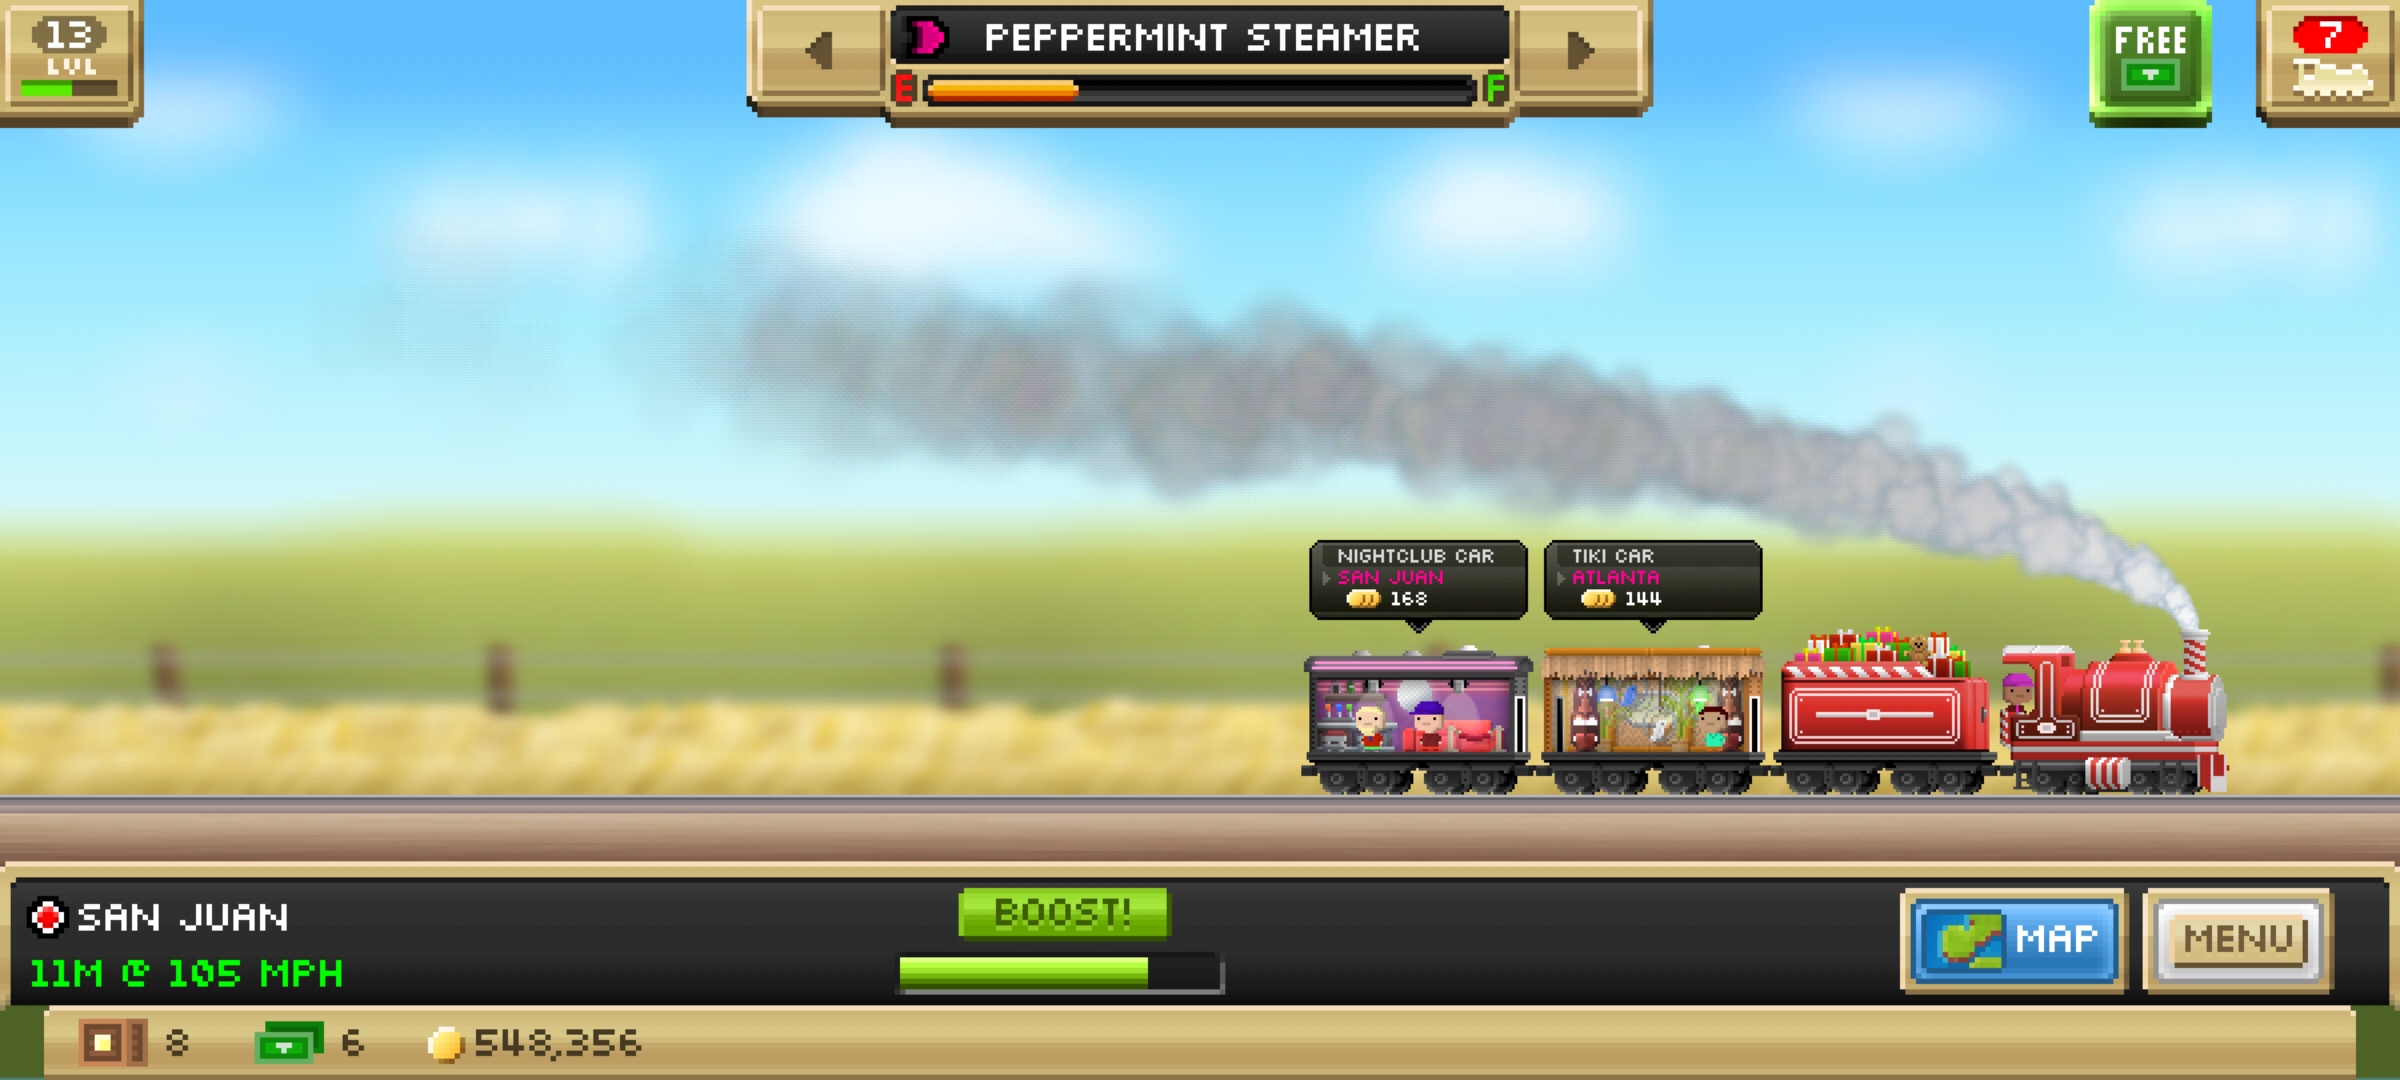 13
LVL
PEPPERMINT STEAMER
E
F
FREE
7
NIGHTCLUB CAR
SAN JUAN
168
TIKI CAR
ATLANTA
144
SAN JUAN
11M @ 105 MPH
BOOST!
MAP
MENU
8
6
548,356